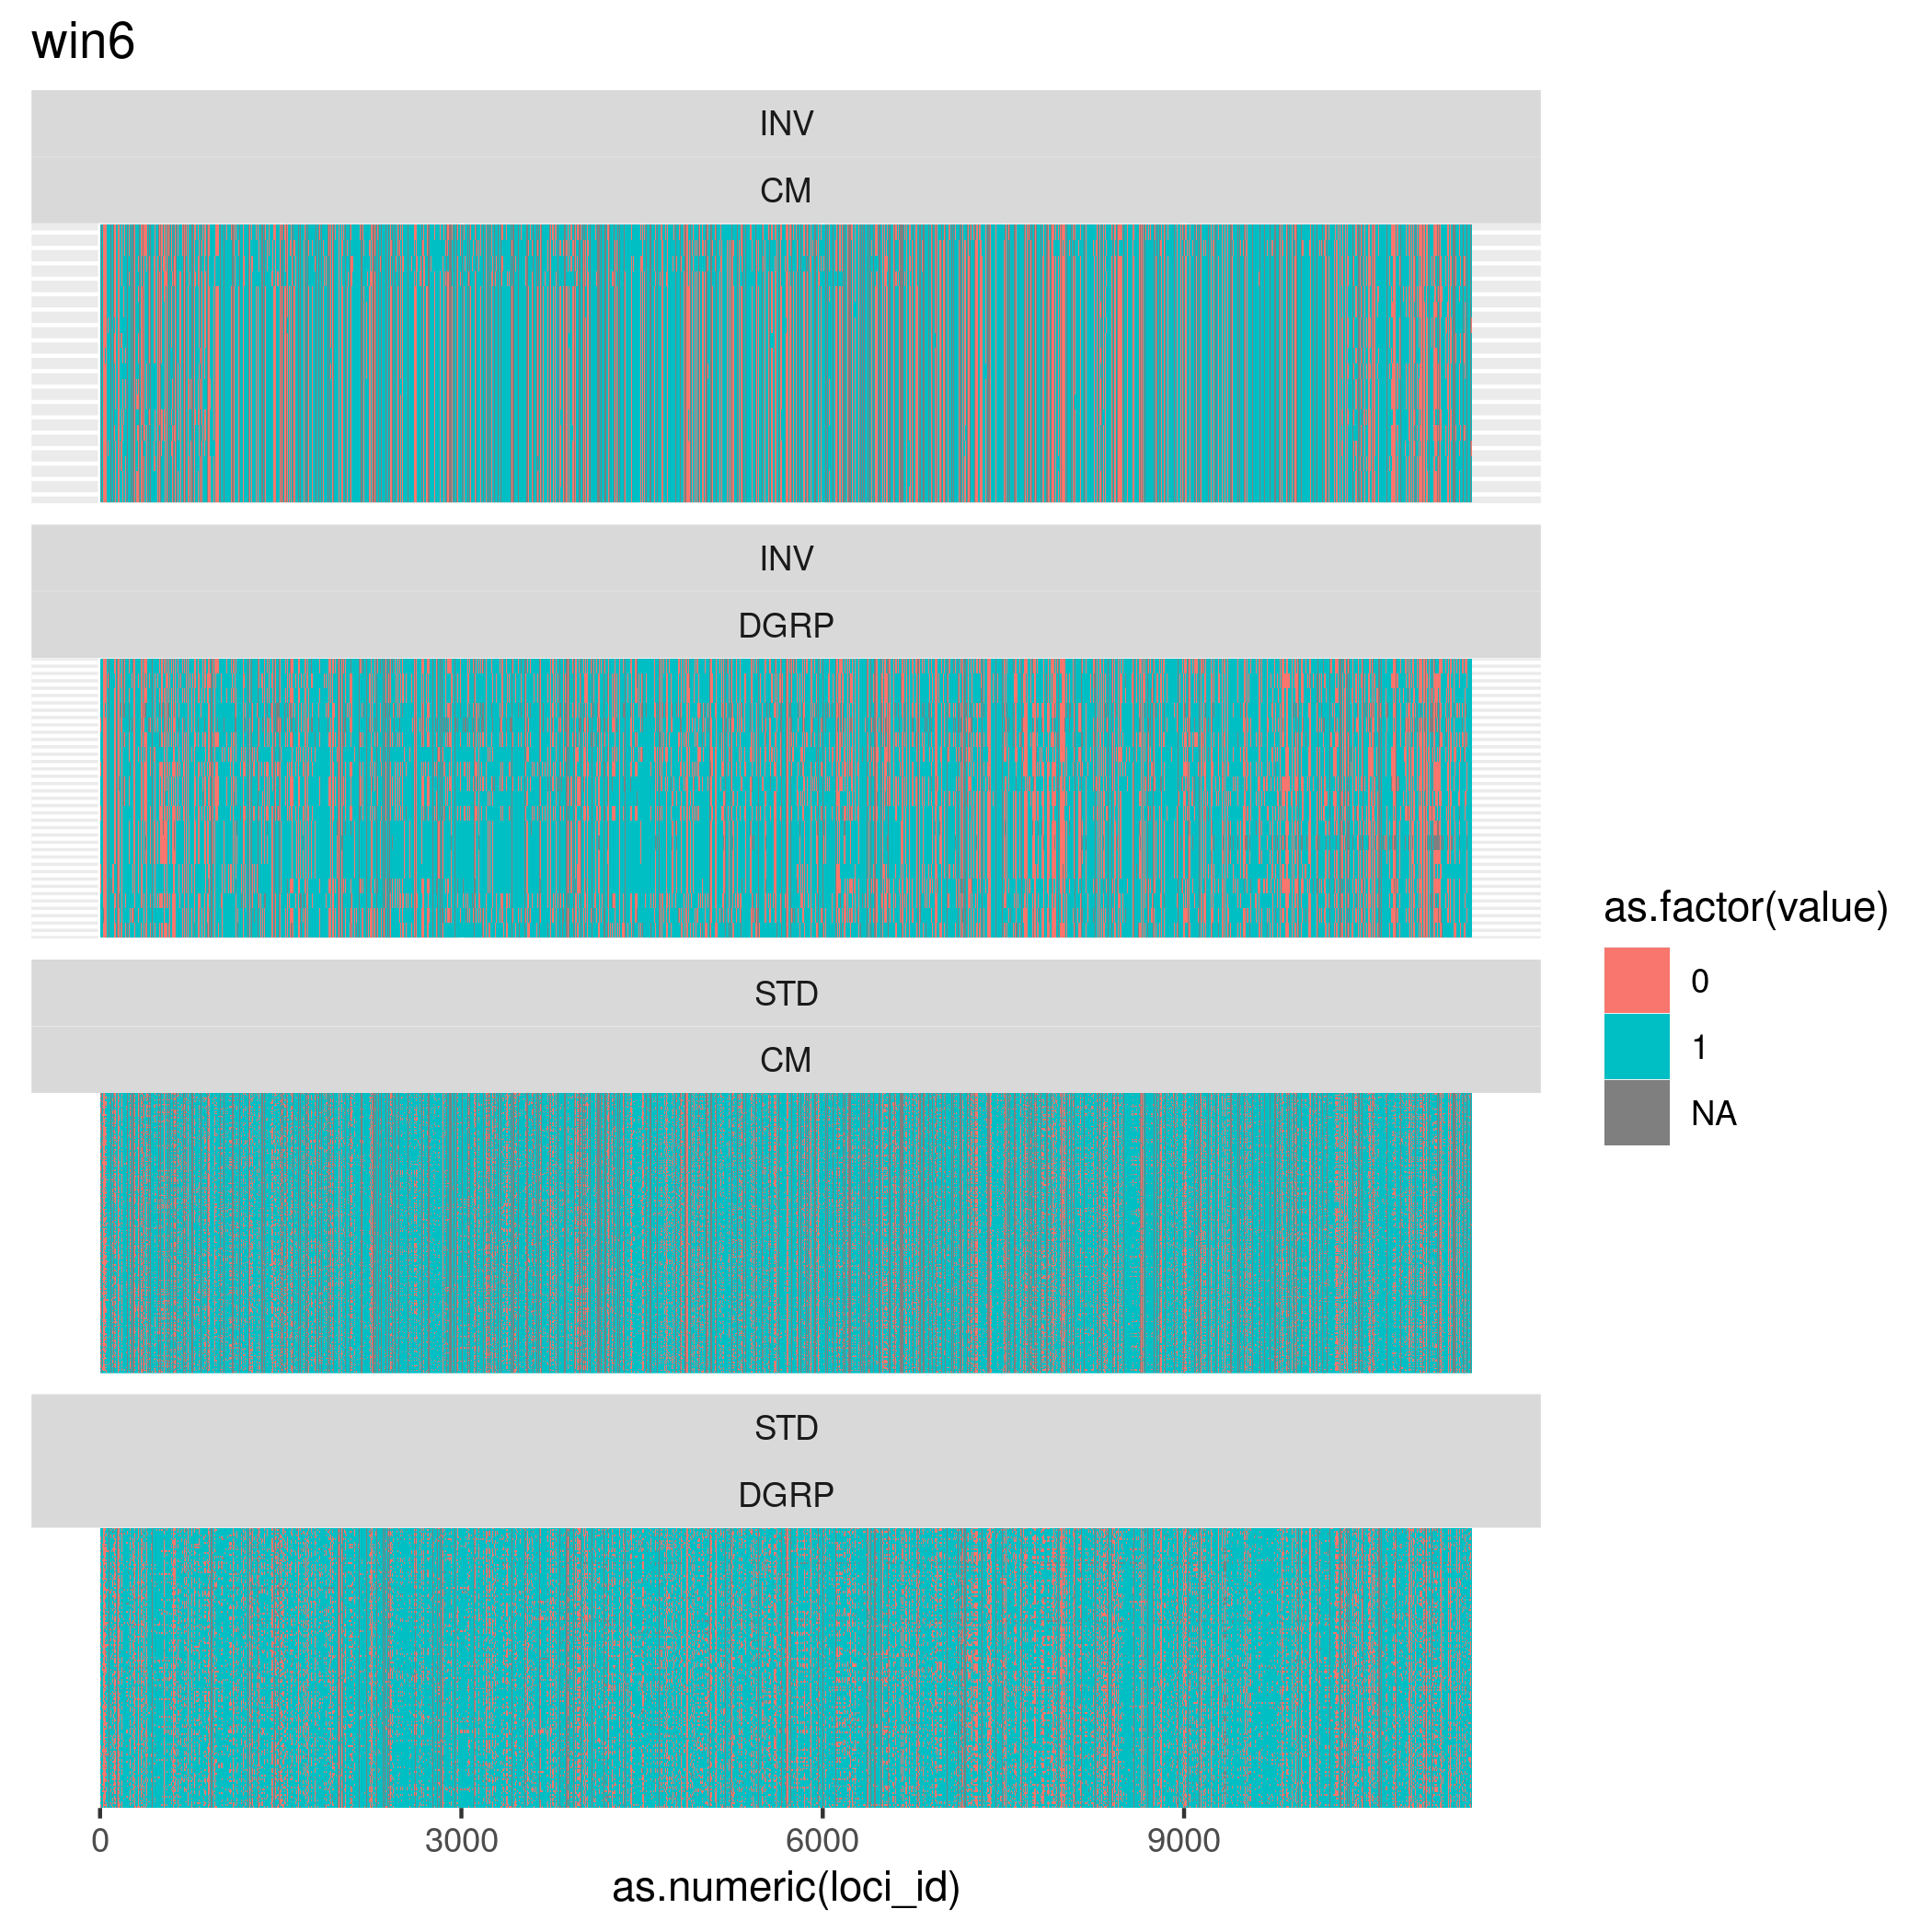 win6
INV
CM
INV
DGRP
STD
CM
STD
DGRP
0 3000 6000 9000
as.numeric(loci_id)
as.factor(value)
0
1
NA